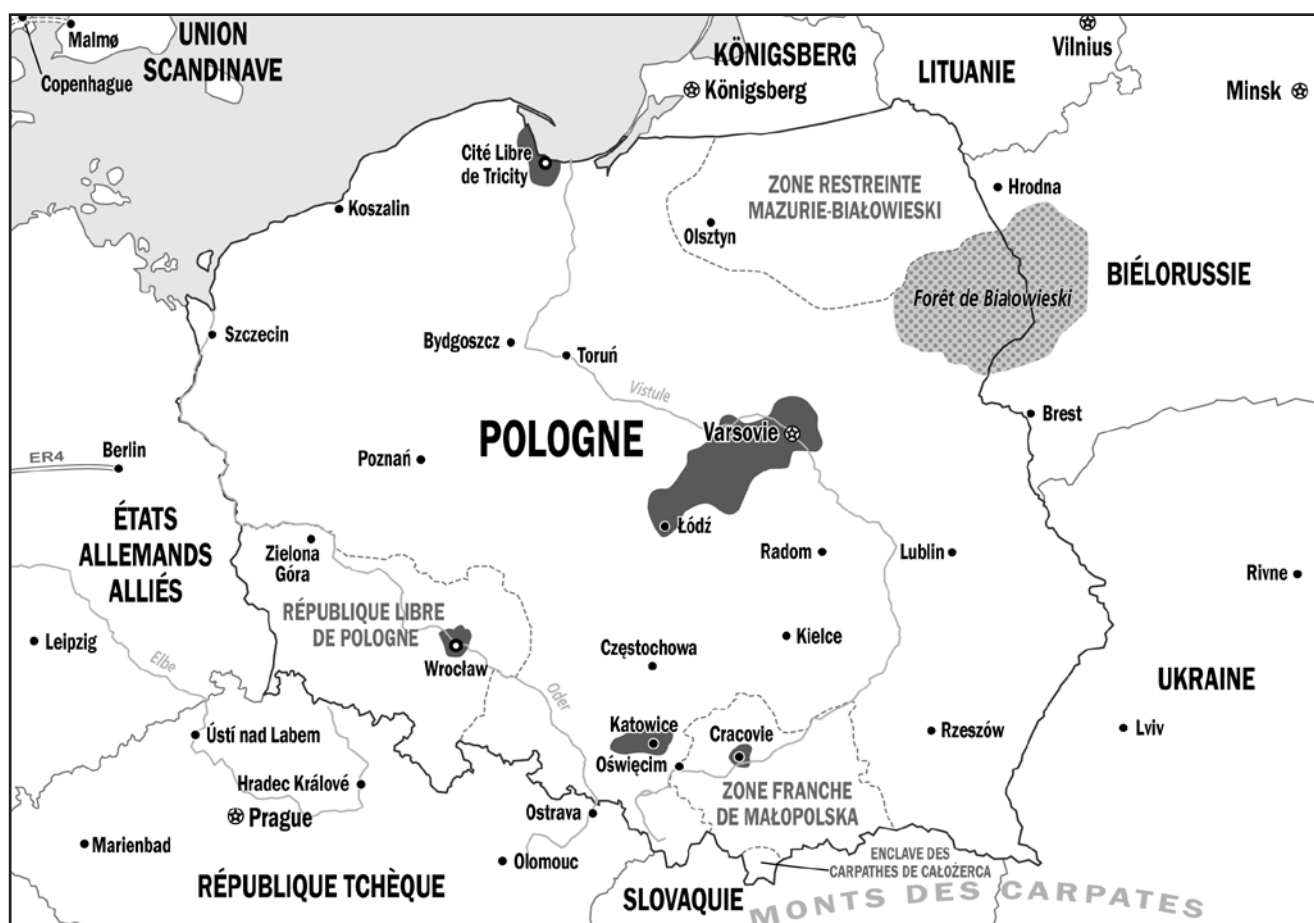 Malmø
UNION
SCANDINAVE
Copenhague
KÖNIGSBERG
Königsberg
LITUANIE
Vilnius
Minsk
Cité Libre
de Tricity
ZONE RESTREINTE
MAZURIE-BIAŁOWIESKI
Hrodna
Koszalin
Olsztyn
BIÉLORUSSIE
Forêt de Białowieski
Szczecin
Bydgoszcz
Toruń
Vistule
Brest
POLOGNE
Varsovie
Berlin
ER4
Poznań
ÉTATS
ALLEMANDS
ALLIÉS
Łódź
Zielona
Góra
Radom
Lublin
Rivne
RÉPUBLIQUE LIBRE
DE POLOGNE
Leipzig
Elbe
Wrocław
Częstochowa
Kielce
UKRAINE
Oder
Ústí nad Labem
Katowice
Cracovie
Rzeszów
Lviv
Oświęcim
Hradec Králové
ZONE FRANCHE
DE MAŁOPOLSKA
Prague
Ostrava
Marienbad
Olomouc
ENCLAVE DES
CARPATHES DE CAŁOŻERCA
RÉPUBLIQUE TCHÈQUE
SLOVAQUIE
MONTS DES CARPATES